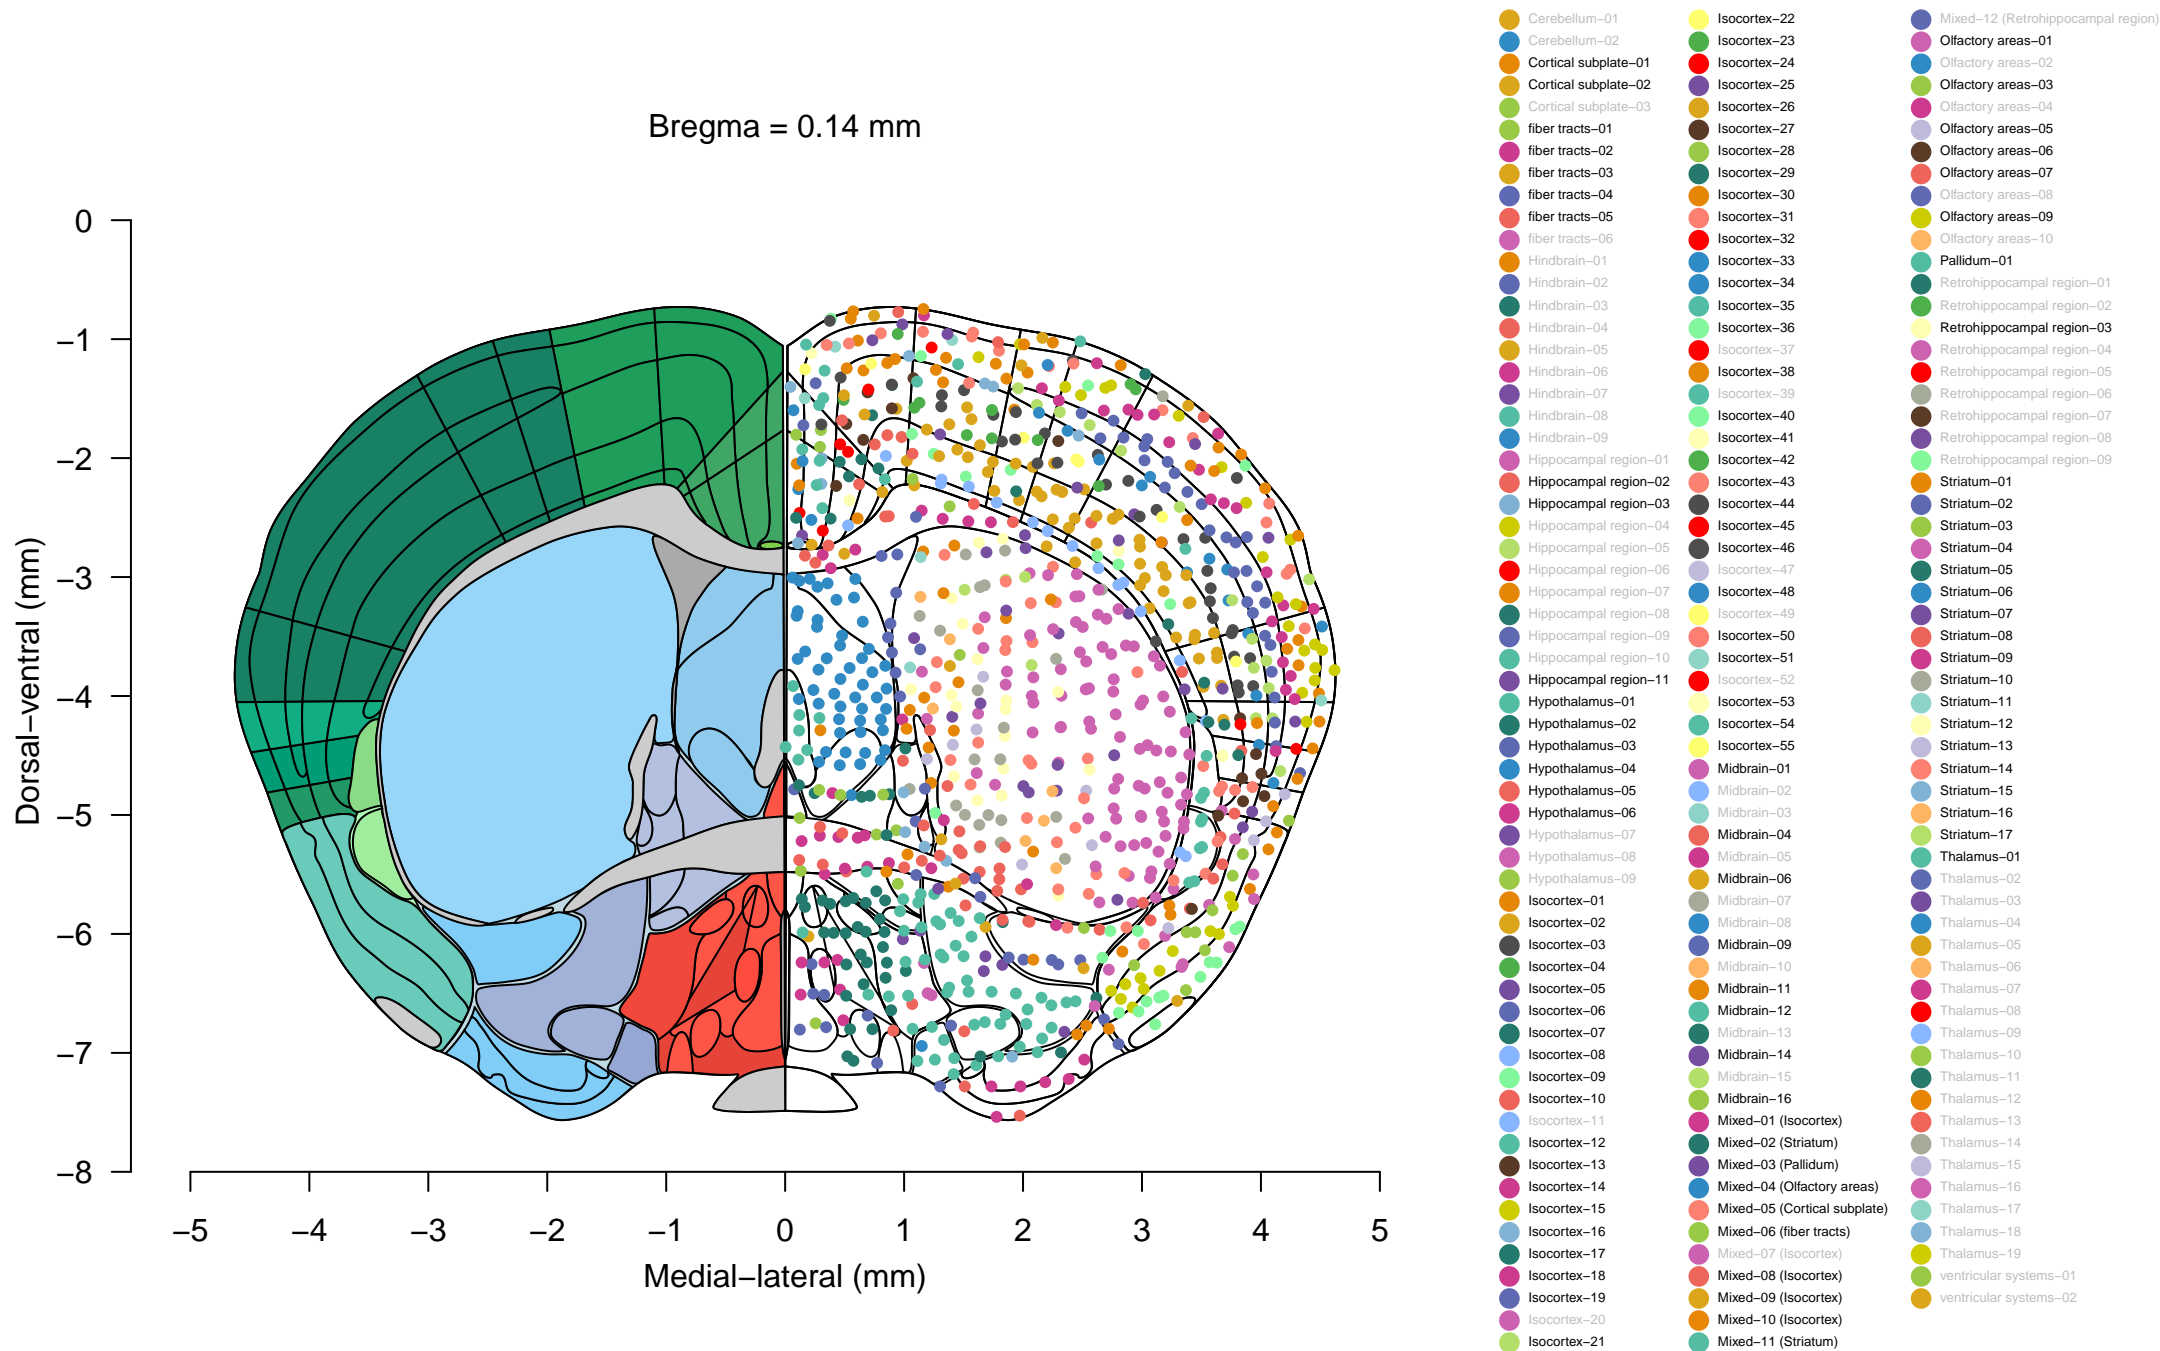 Bregma = 0.14 mm
Dorsal−ventral (mm)
0
−1
−2
−3
−4
−5
−6
−7
−8
−5 −4 −3 −2 −1 0 1 2 3 4 5
Medial−lateral (mm)
Cerebellum−01
Cerebellum−02
Cortical subplate−01
Cortical subplate−02
Cortical subplate−03
fiber tracts−01
fiber tracts−02
fiber tracts−03
fiber tracts−04
fiber tracts−05
fiber tracts−06
Hindbrain−01
Hindbrain−02
Hindbrain−03
Hindbrain−04
Hindbrain−05
Hindbrain−06
Hindbrain−07
Hindbrain−08
Hindbrain−09
Hippocampal region−01
Hippocampal region−02
Hippocampal region−03
Hippocampal region−04
Hippocampal region−05
Hippocampal region−06
Hippocampal region−07
Hippocampal region−08
Hippocampal region−09
Hippocampal region−10
Hippocampal region−11
Hypothalamus−01
Hypothalamus−02
Hypothalamus−03
Hypothalamus−04
Hypothalamus−05
Hypothalamus−06
Hypothalamus−07
Hypothalamus−08
Hypothalamus−09
Isocortex−01
Isocortex−02
Isocortex−03
Isocortex−04
Isocortex−05
Isocortex−06
Isocortex−07
Isocortex−08
Isocortex−09
Isocortex−10
Isocortex−11
Isocortex−12
Isocortex−13
Isocortex−14
Isocortex−15
Isocortex−16
Isocortex−17
Isocortex−18
Isocortex−19
Isocortex−20
Isocortex−21
Isocortex−22
Isocortex−23
Isocortex−24
Isocortex−25
Isocortex−26
Isocortex−27
Isocortex−28
Isocortex−29
Isocortex−30
Isocortex−31
Isocortex−32
Isocortex−33
Isocortex−34
Isocortex−35
Isocortex−36
Isocortex−37
Isocortex−38
Isocortex−39
Isocortex−40
Isocortex−41
Isocortex−42
Isocortex−43
Isocortex−44
Isocortex−45
Isocortex−46
Isocortex−47
Isocortex−48
Isocortex−49
Isocortex−50
Isocortex−51
Isocortex−52
Isocortex−53
Isocortex−54
Isocortex−55
Midbrain−01
Midbrain−02
Midbrain−03
Midbrain−04
Midbrain−05
Midbrain−06
Midbrain−07
Midbrain−08
Midbrain−09
Midbrain−10
Midbrain−11
Midbrain−12
Midbrain−13
Midbrain−14
Midbrain−15
Midbrain−16
Mixed−01 (Isocortex)
Mixed−02 (Striatum)
Mixed−03 (Pallidum)
Mixed−04 (Olfactory areas)
Mixed−05 (Cortical subplate)
Mixed−06 (fiber tracts)
Mixed−07 (Isocortex)
Mixed−08 (Isocortex)
Mixed−09 (Isocortex)
Mixed−10 (Isocortex)
Mixed−11 (Striatum)
Mixed−12 (Retrohippocampal region)
Olfactory areas−01
Olfactory areas−02
Olfactory areas−03
Olfactory areas−04
Olfactory areas−05
Olfactory areas−06
Olfactory areas−07
Olfactory areas−08
Olfactory areas−09
Olfactory areas−10
Pallidum−01
Retrohippocampal region−01
Retrohippocampal region−02
Retrohippocampal region−03
Retrohippocampal region−04
Retrohippocampal region−05
Retrohippocampal region−06
Retrohippocampal region−07
Retrohippocampal region−08
Retrohippocampal region−09
Striatum−01
Striatum−02
Striatum−03
Striatum−04
Striatum−05
Striatum−06
Striatum−07
Striatum−08
Striatum−09
Striatum−10
Striatum−11
Striatum−12
Striatum−13
Striatum−14
Striatum−15
Striatum−16
Striatum−17
Thalamus−01
Thalamus−02
Thalamus−03
Thalamus−04
Thalamus−05
Thalamus−06
Thalamus−07
Thalamus−08
Thalamus−09
Thalamus−10
Thalamus−11
Thalamus−12
Thalamus−13
Thalamus−14
Thalamus−15
Thalamus−16
Thalamus−17
Thalamus−18
Thalamus−19
ventricular systems−01
ventricular systems−02